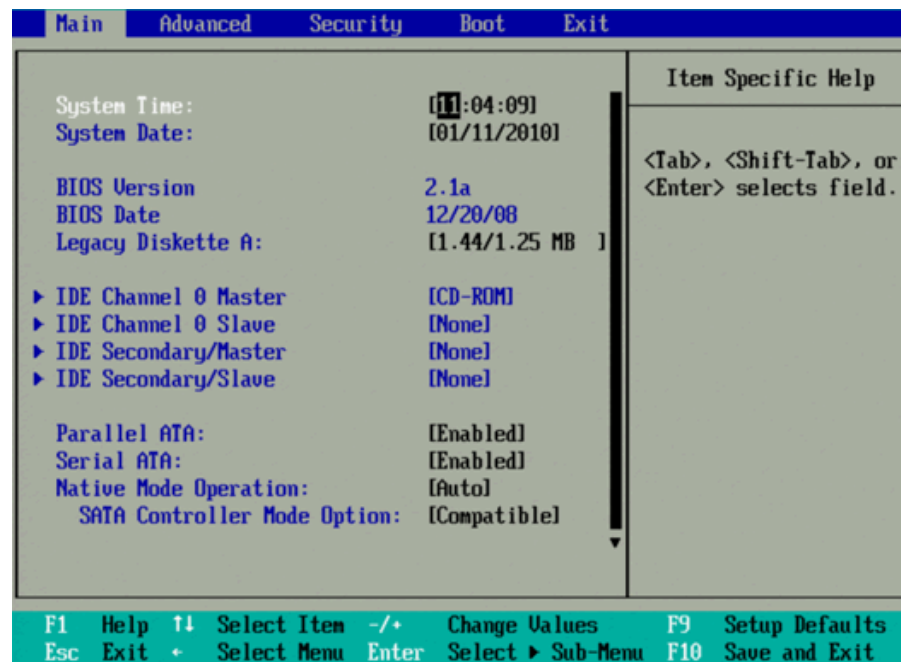 Main Advanced Security Boot Exit
Item Specific Help
System Time: [11:04:09]
System Date: [01/11/2010]
<Tab>, <Shift-Tab>, or
<Enter> selects field.
BIOS Version 2.1a
BIOS Date 12/20/08
Legacy Diskette A: [1.44/1.25 MB ]
▶ IDE Channel 0 Master [CD-ROM]
▶ IDE Channel 0 Slave [None]
▶ IDE Secondary/Master [None]
▶ IDE Secondary/Slave [None]
Parallel ATA: [Enabled]
Serial ATA: [Enabled]
Native Mode Operation: [Auto]
SATA Controller Mode Option: [Compatible]
F1 Help ↑↓ Select Item -/+ Change Values F9 Setup Defaults
Esc Exit ← Select Menu Enter Select ▶ Sub-Menu F10 Save and Exit